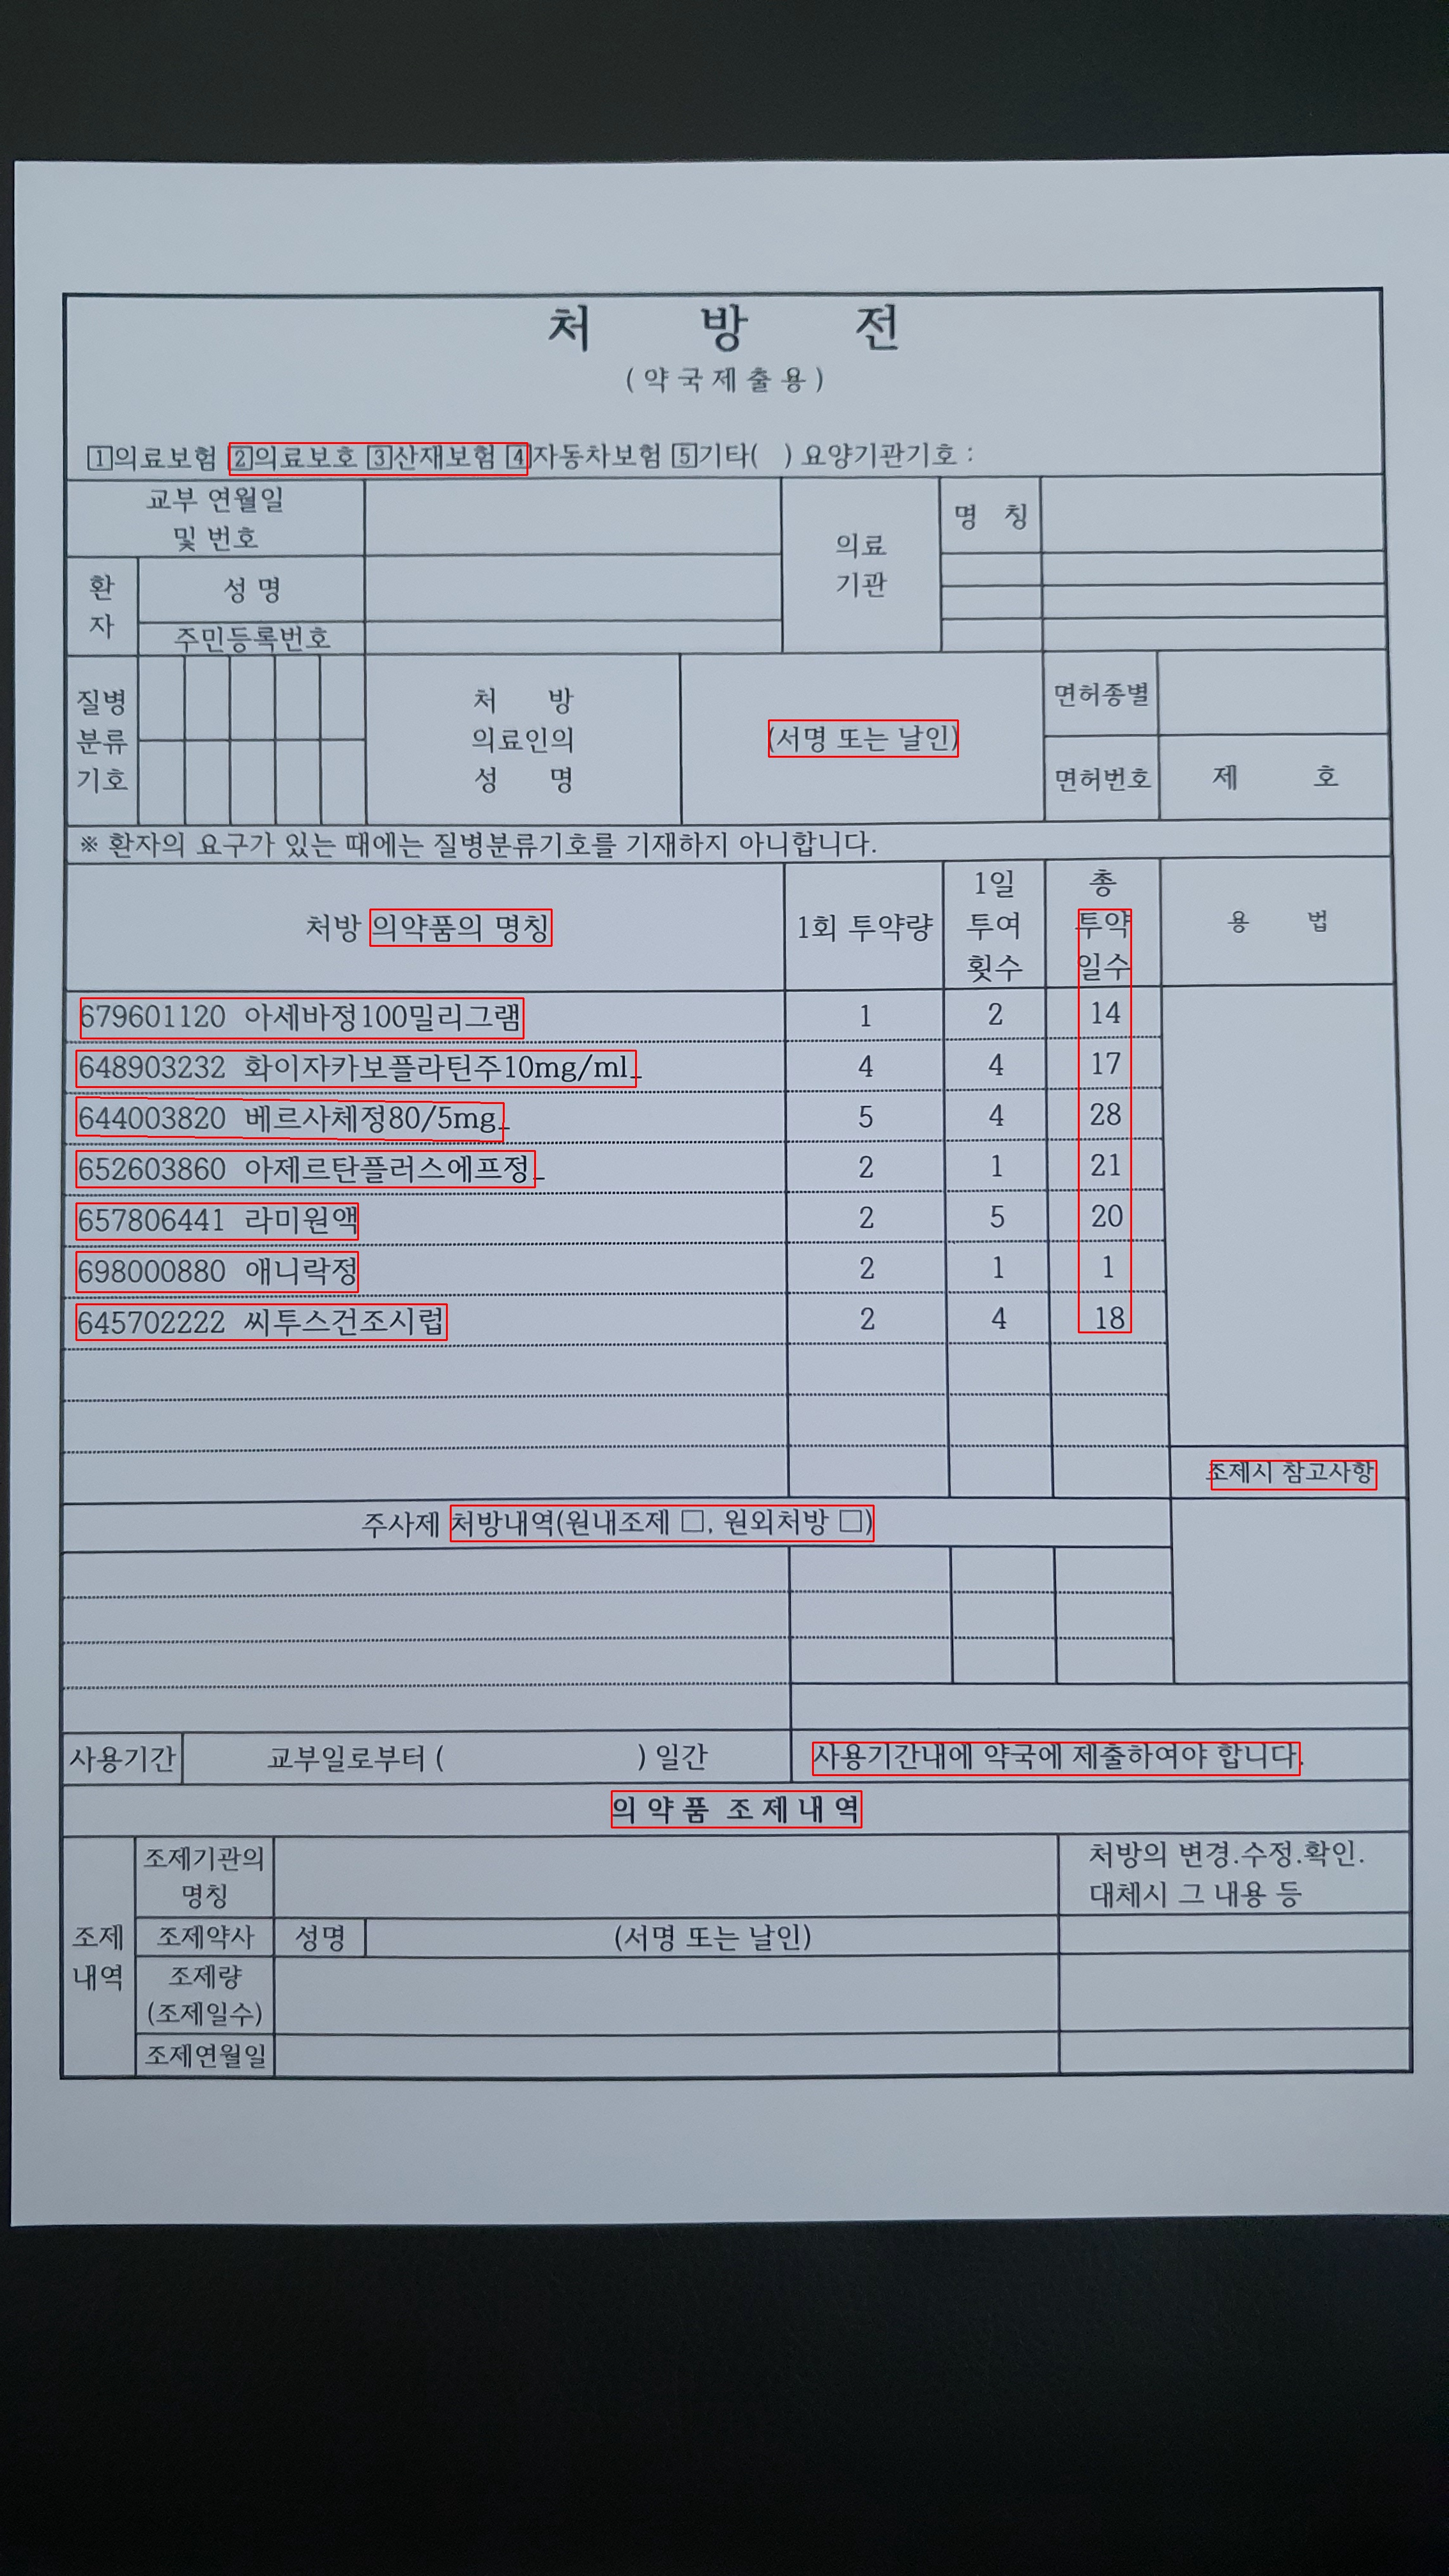 처 방 전
(약국제출용)
1의료보험 2의료보호 3산재보험 4자동차보험 5기타( ) 요양기관기호 :
교부 연월일
및 번호
의료
기관
명 칭
환
자
성 명
주민등록번호
질병
분류
기호
처 방
의료인의
성 명
(서명 또는 날인)
면허종별
면허번호
제 호
※ 환자의 요구가 있는 때에는 질병분류기호를 기재하지 아니합니다.
처방 의약품의 명칭
1회 투약량
1일
투여
횟수
총
투약
일수
용 법
679601120 아세바정100밀리그램 1 2 14
648903232 화이자카보플라틴주10mg/ml_ 4 4 17
644003820 베르사체정80/5mg_ 5 4 28
652603860 아제르탄플러스에프정_ 2 1 21
657806441 라미원액 2 5 20
698000880 애니락정 2 1 1
645702222 씨투스건조시럽 2 4 18
조제시 참고사항
주사제 처방내역(원내조제 □, 원외처방 □)
사용기간
교부일로부터 ( ) 일간
사용기간내에 약국에 제출하여야 합니다.
의 약 품 조 제 내 역
조제
내역
조제기관의
명칭
처방의 변경.수정.확인.
대체시 그 내용 등
조제약사
성명
(서명 또는 날인)
조제량
(조제일수)
조제연월일